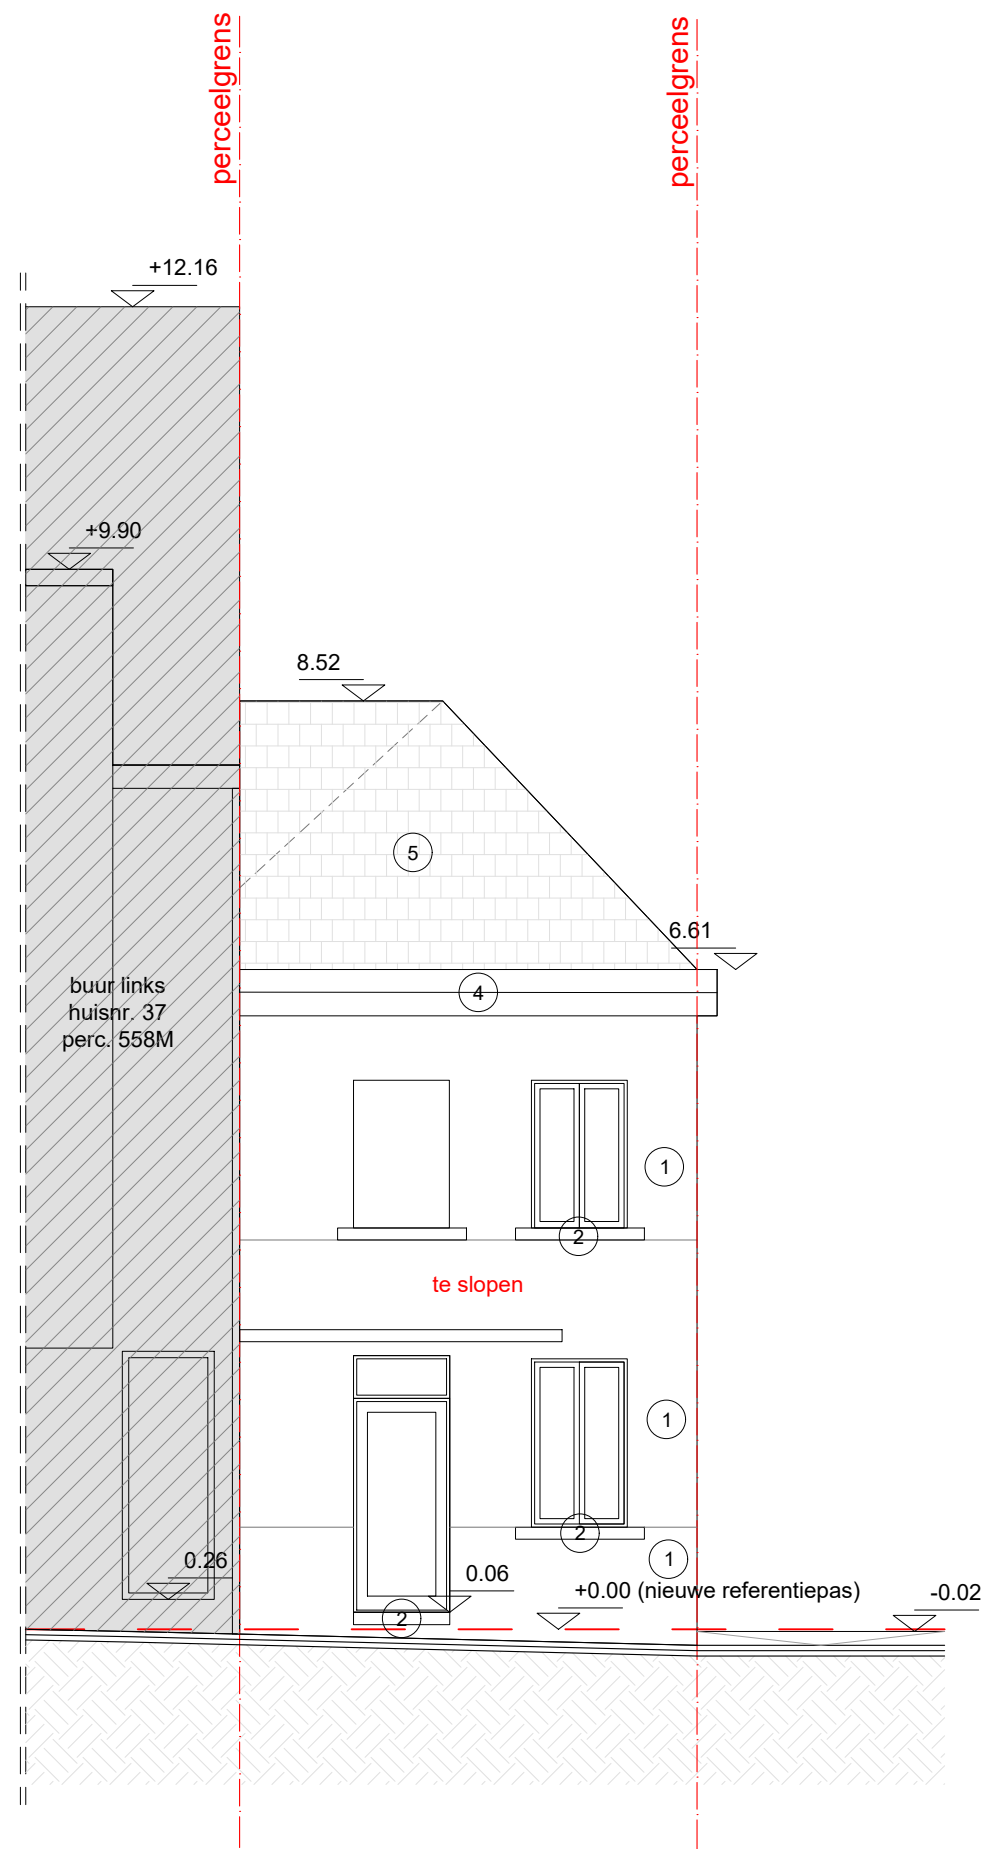 perceelgrens
perceelgrens
+12.16
+9.90
8.52
5
6.61
4
buur links
huisnr. 37
perc. 558M
1
2
te slopen
1
2
1
0.26
0.06
+0.00 (nieuwe referentiepas)
-0.02
2